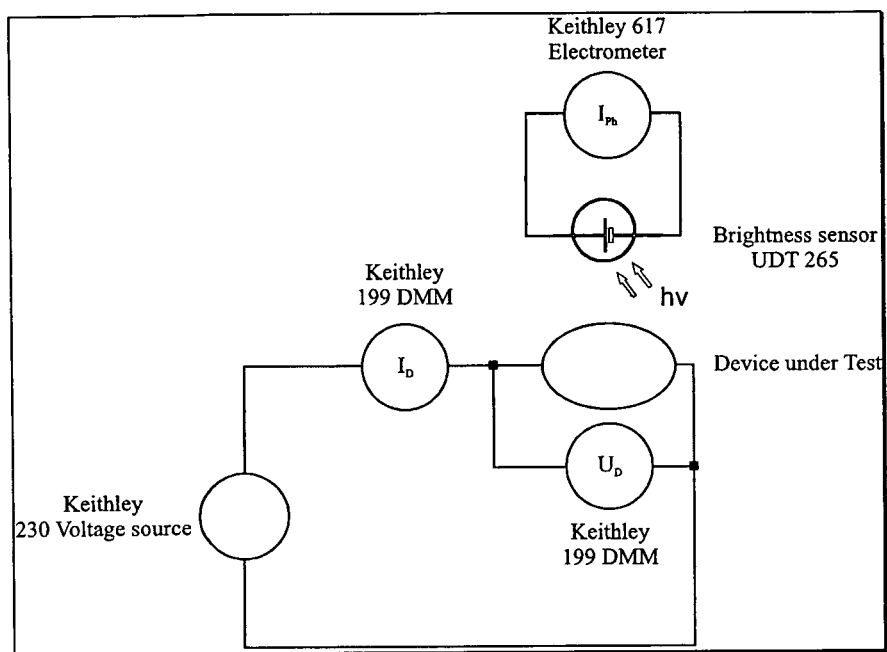 Keithley 617
Electrometer
I_Ph
Brightness sensor
UDT 265
hν
Keithley
199 DMM
I_D
Device under Test
U_D
Keithley
230 Voltage source
Keithley
199 DMM